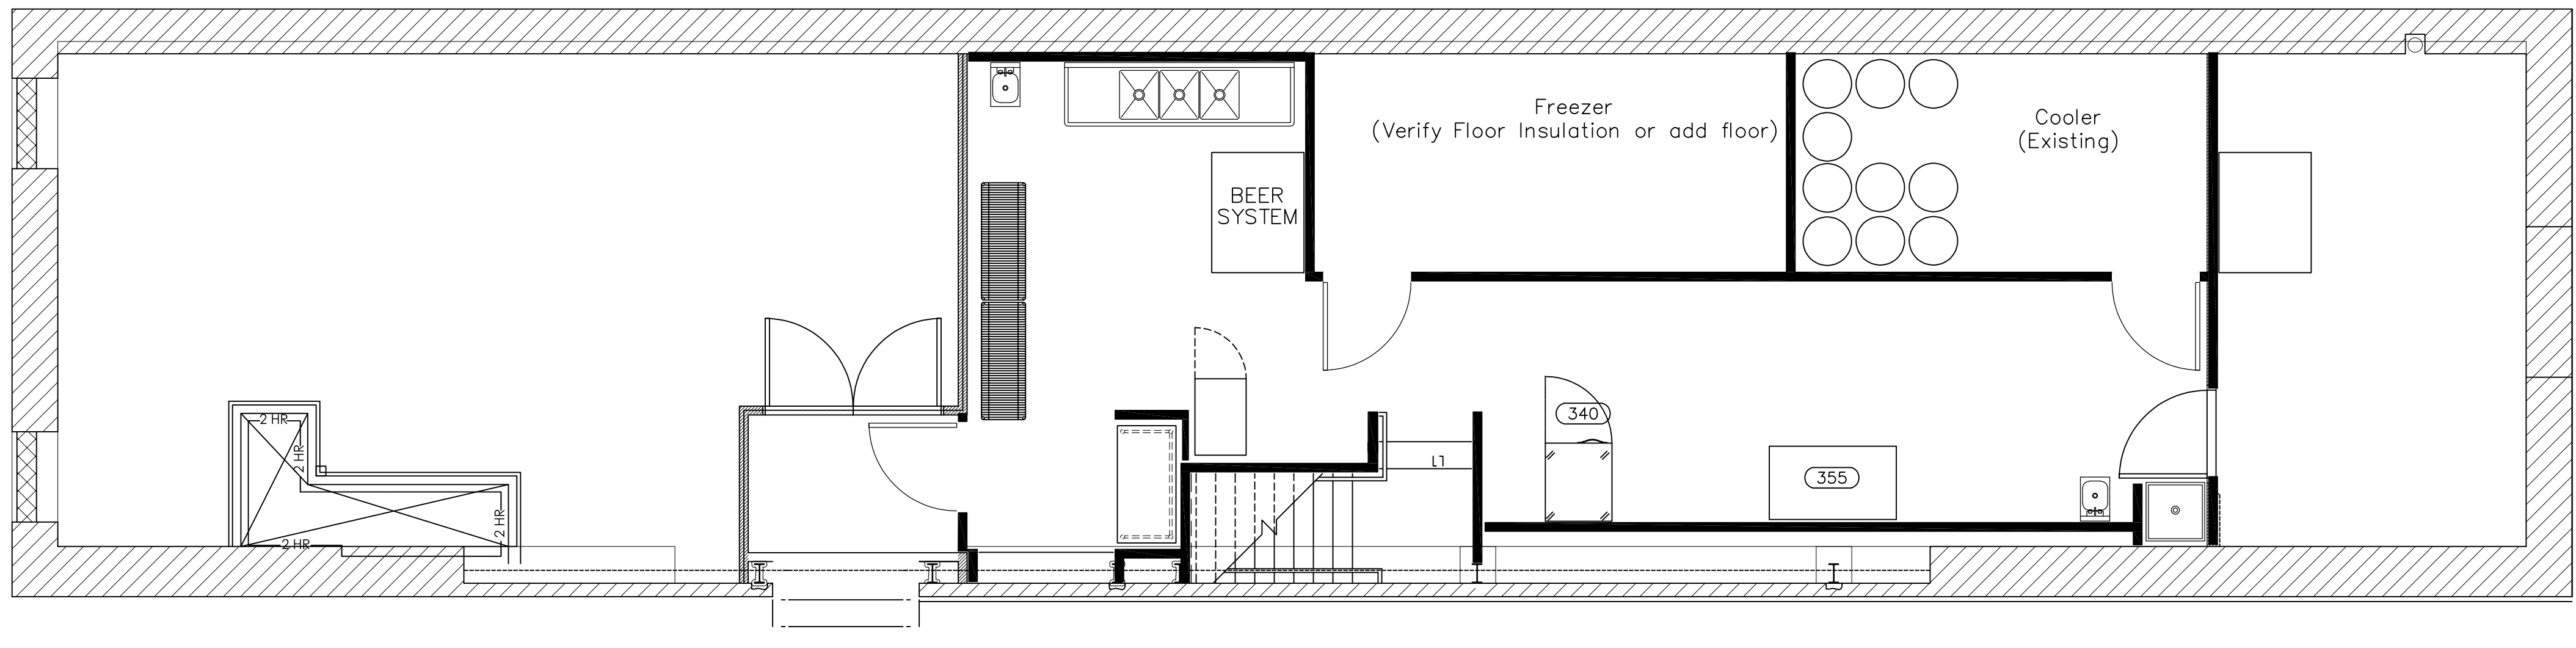 Freezer
(Verify Floor Insulation or add floor)
Cooler
(Existing)
BEER
SYSTEM
340
355
2 HR
2 HR
2 HR
2 HR